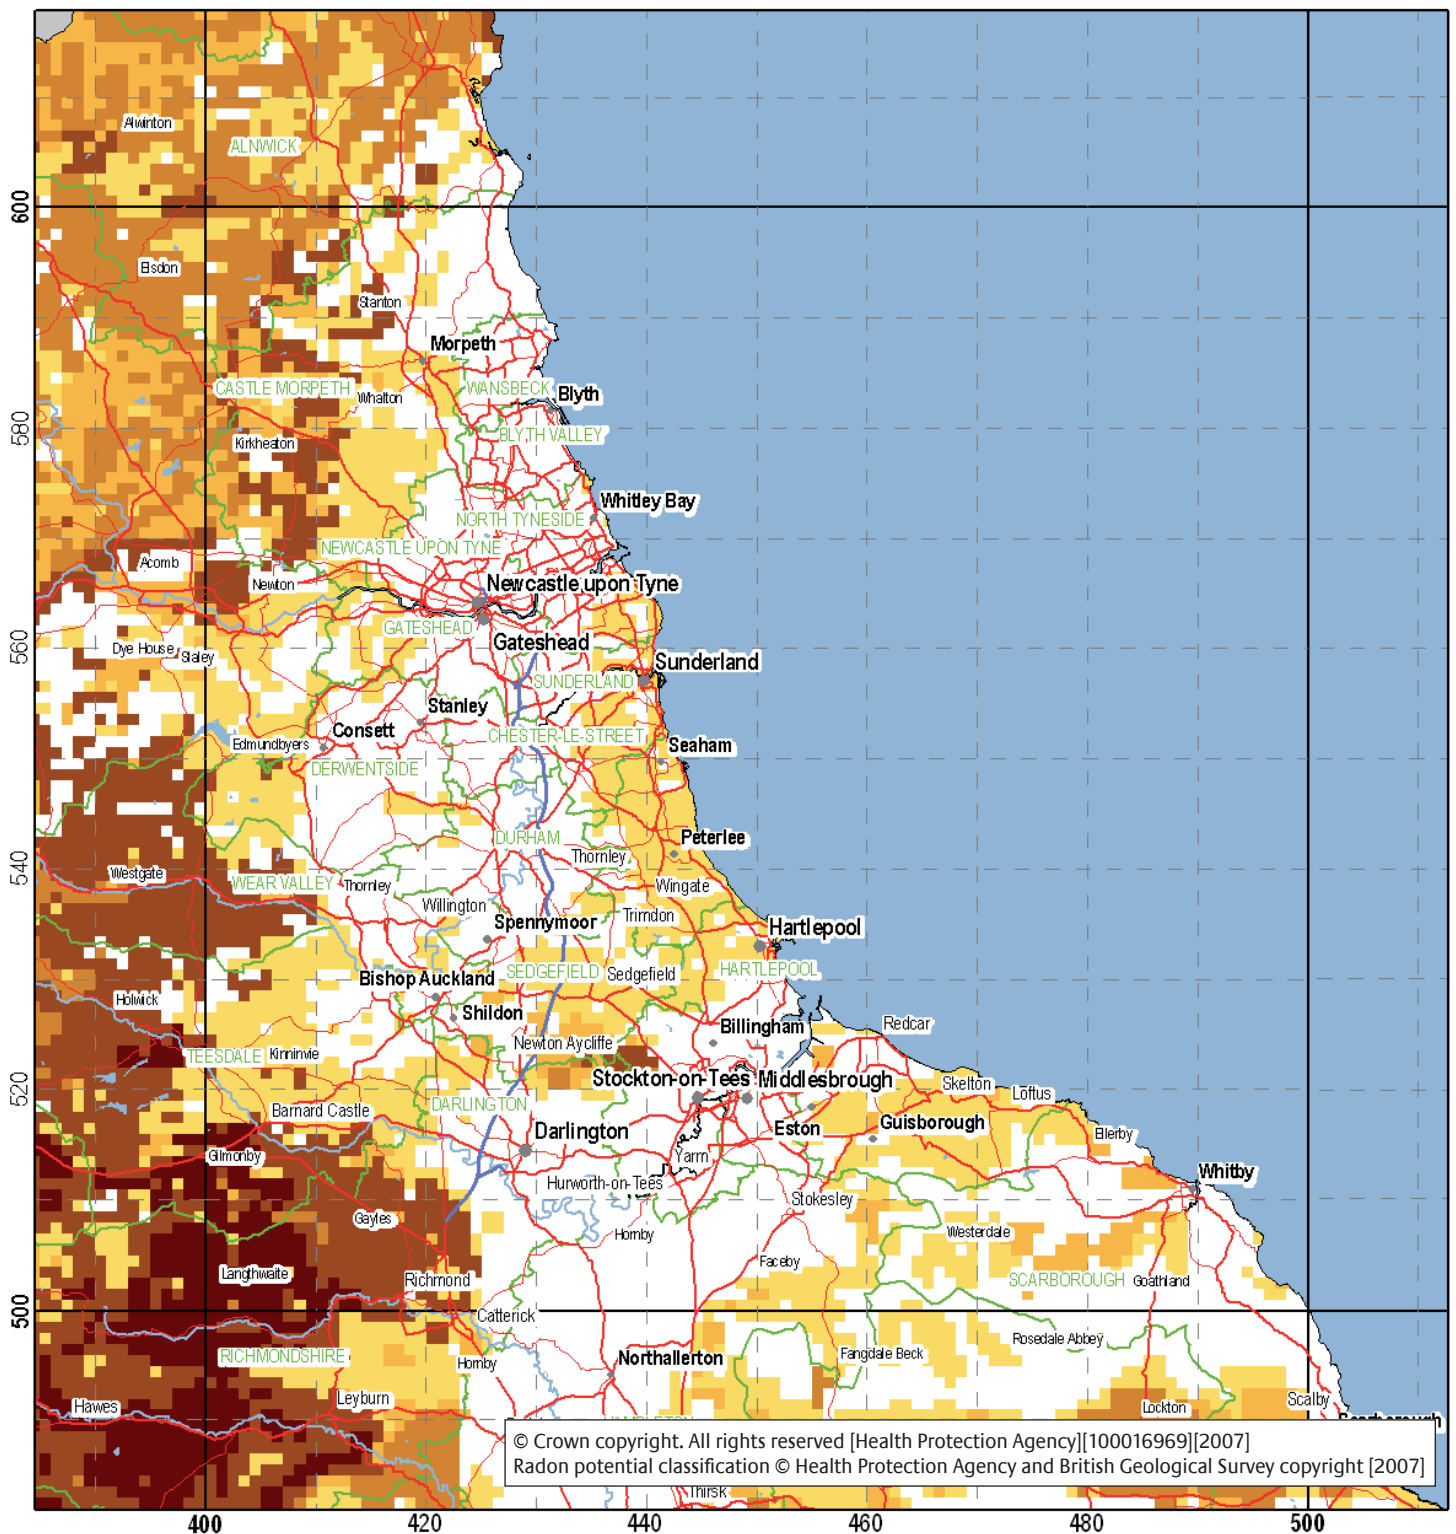 Alwinton
ALNWICK
600
Elsdon
Stanton
Morpeth
CASTLE MORPETH
WANSBECK
Blyth
Whalton
580
BLYTH VALLEY
Kirkheaton
Whitley Bay
NORTH TYNESIDE
NEWCASTLE UPON TYNE
Acomb
Newton
Newcastle upon Tyne
GATESHEAD
Gateshead
560
Dye House
Slaley
Sunderland
SUNDERLAND
Stanley
Consett
Edmundbyers
CHESTER-LE-STREET
Seaham
DERWENTSIDE
DURHAM
Peterlee
540
Thornley
Westgate
WEAR VALLEY
Thornley
Wingate
Willington
Trimdon
Spennymoor
Hartlepool
Bishop Auckland
SEDGEFIELD
Sedgefield
HARTLEPOOL
Holwick
Shildon
Billingham
Redcar
Newton Aycliffe
TEESDALE
Kinninvie
520
Stockton-on-Tees
Middlesbrough
Skelton
Loftus
Barnard Castle
DARLINGTON
Darlington
Eston
Guisborough
Ellerby
Gilmonby
Yarm
Whitby
Hurworth-on-Tees
Stokesley
Gayles
Hornby
Westerdale
Faceby
Langthwaite
Richmond
SCARBOROUGH
Goathland
500
Catterick
Rosedale Abbey
RICHMONDSHIRE
Hornby
Northallerton
Fangdale Beck
Leyburn
Hawes
Lockton
Scalby
Scarborough
HAMBLETON
© Crown copyright. All rights reserved [Health Protection Agency][100016969][2007]
Radon potential classification © Health Protection Agency and British Geological Survey copyright [2007]
Thirsk
400
420
440
460
480
500